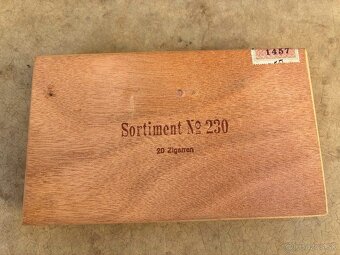 1457
Sortiment № 230
20 Zigarren